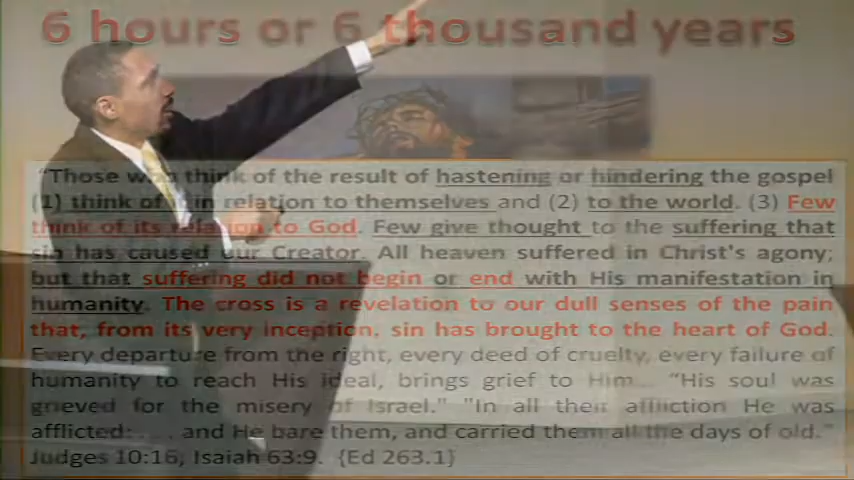 6 hours or 6 thousand years
"Those who think of the result of hastening or hindering the gospel
(1) think of it in relation to themselves and (2) to the world. (3) Few
think of its relation to God. Few give thought to the suffering that
sin has caused our Creator. All heaven suffered in Christ's agony;
but that suffering did not begin or end with His manifestation in
humanity. The cross is a revelation to our dull senses of the pain
that, from its very inception, sin has brought to the heart of God.
Every departure from the right, every deed of cruelty, every failure of
humanity to reach His ideal, brings grief to Him... "His soul was
grieved for the misery of Israel." "In all their affliction He was
afflicted: . . . and He bare them, and carried them all the days of old."
Judges 10:16, Isaiah 63:9. {Ed 263.1}